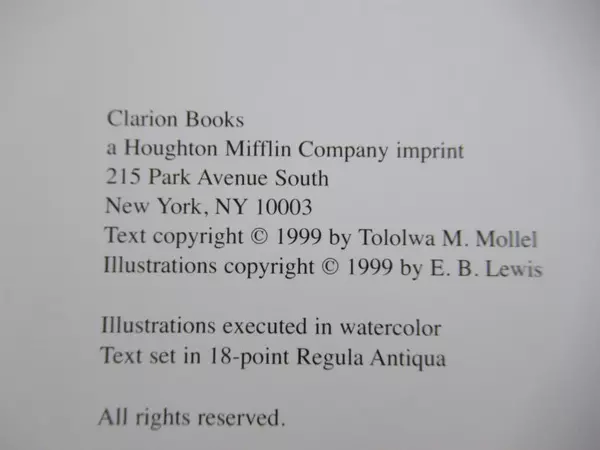 Clarion Books
a Houghton Mifflin Company imprint
215 Park Avenue South
New York, NY 10003
Text copyright © 1999 by Tololwa M. Mollel
Illustrations copyright © 1999 by E. B. Lewis
Illustrations executed in watercolor
Text set in 18-point Regula Antiqua
All rights reserved.